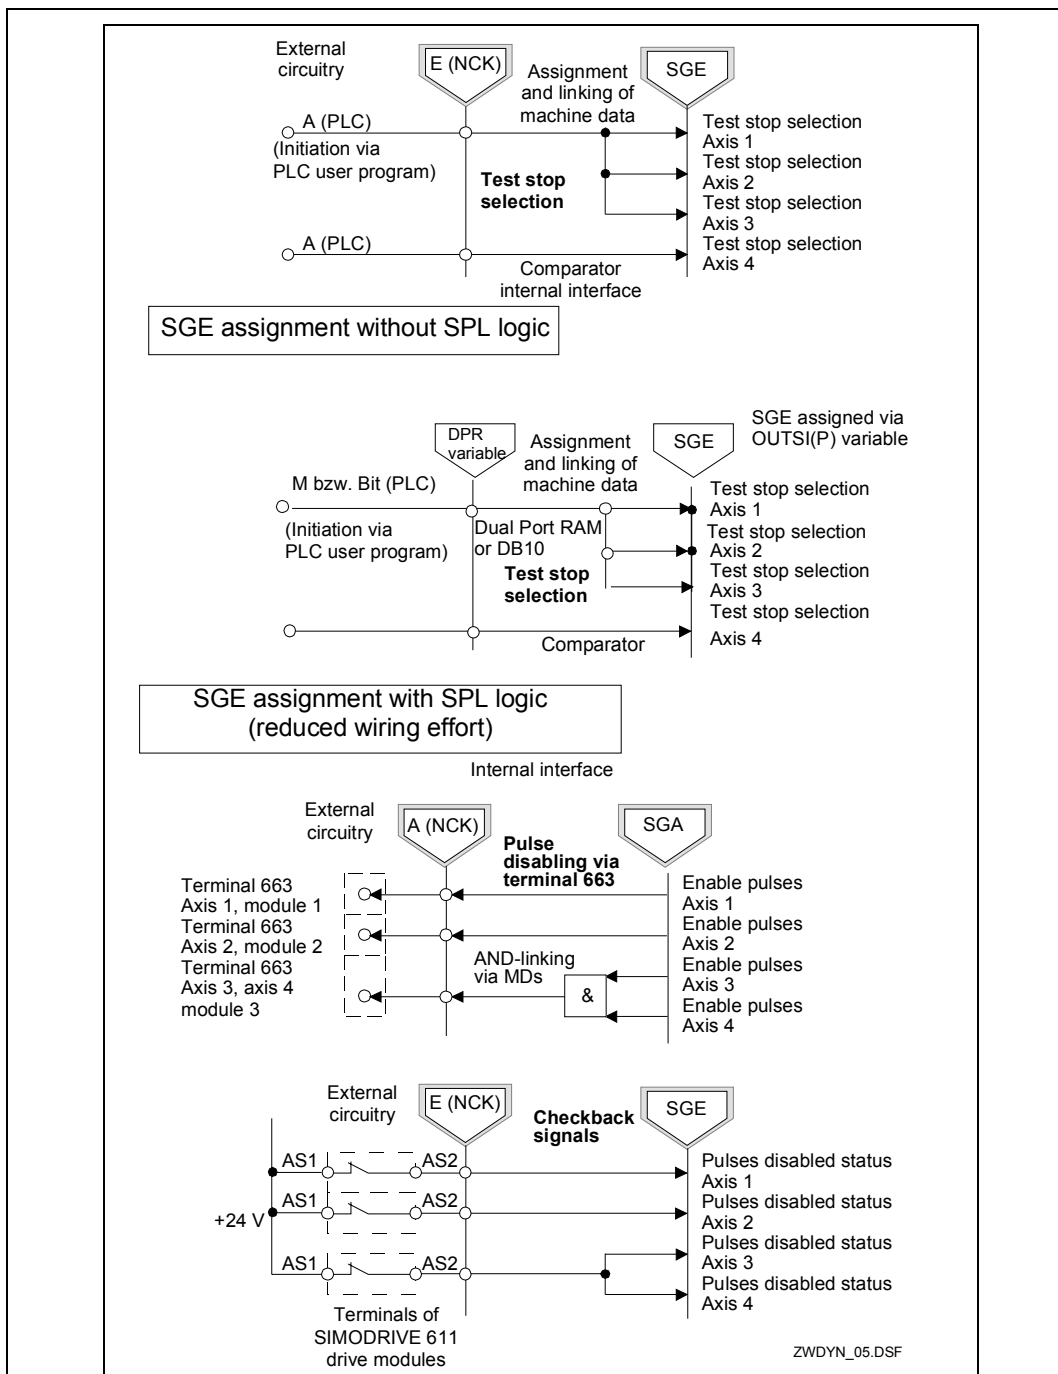 External
circuitry
E (NCK)
Assignment
and linking of
machine data
SGE
A (PLC)
(Initiation via
PLC user program)
Test stop
selection
Test stop selection
Axis 1
Test stop selection
Axis 2
Test stop selection
Axis 3
Test stop selection
Axis 4
A (PLC)
Comparator
internal interface
SGE assignment without SPL logic
DPR
variable
Assignment
and linking of
machine data
SGE
SGE assigned via
OUTSI(P) variable
M bzw. Bit (PLC)
(Initiation via
PLC user program)
Dual Port RAM
or DB10
Test stop
selection
Test stop selection
Axis 1
Test stop selection
Axis 2
Test stop selection
Axis 3
Test stop selection
Axis 4
Comparator
SGE assignment with SPL logic
(reduced wiring effort)
Internal interface
External
circuitry
A (NCK)
Pulse
disabling via
terminal 663
SGA
Terminal 663
Axis 1, module 1
Terminal 663
Axis 2, module 2
Terminal 663
Axis 3, axis 4
module 3
AND-linking
via MDs
&
Enable pulses
Axis 1
Enable pulses
Axis 2
Enable pulses
Axis 3
Enable pulses
Axis 4
External
circuitry
E (NCK)
Checkback
signals
SGE
AS1
AS2
AS1
AS2
+24 V
AS1
AS2
Pulses disabled status
Axis 1
Pulses disabled status
Axis 2
Pulses disabled status
Axis 3
Pulses disabled status
Axis 4
Terminals of
SIMODRIVE 611
drive modules
ZWDYN_05.DSF